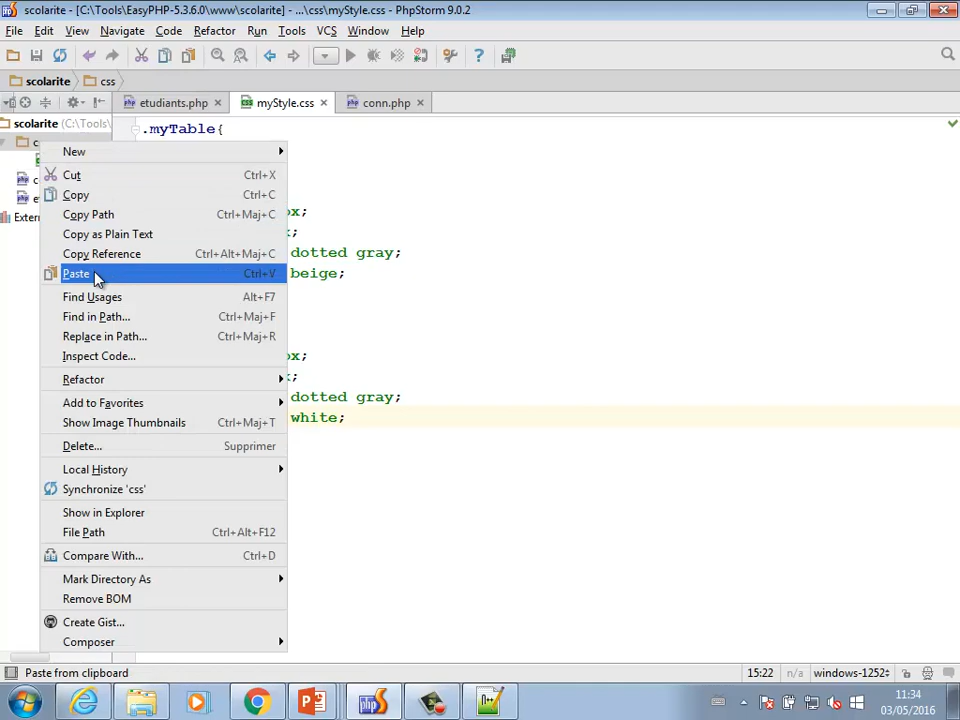 scolarite - [C:\Tools\EasyPHP-5.3.6.0\www\scolarite] - ...\css\myStyle.css - PhpStorm 9.0.2
File Edit View Navigate Code Refactor Run Tools VCS Window Help
scolarite css
etudiants.php myStyle.css conn.php
scolarite (C:\Tools\
.myTable{
New
Cut Ctrl+X
Copy Ctrl+C
Copy Path Ctrl+Maj+C
Copy as Plain Text
Copy Reference Ctrl+Alt+Maj+C
Paste Ctrl+V
Find Usages Alt+F7
Find in Path... Ctrl+Maj+F
Replace in Path... Ctrl+Maj+R
Inspect Code...
Refactor
Add to Favorites
Show Image Thumbnails Ctrl+Maj+T
Delete... Supprimer
Local History
Synchronize 'css'
Show in Explorer
File Path Ctrl+Alt+F12
Compare With... Ctrl+D
Mark Directory As
Remove BOM
Create Gist...
Composer
c
e
Extern
ox;
x;
dotted gray;
beige;
ox;
x;
dotted gray;
white;
Paste from clipboard 15:22 n/a windows-1252
11:34
03/05/2016